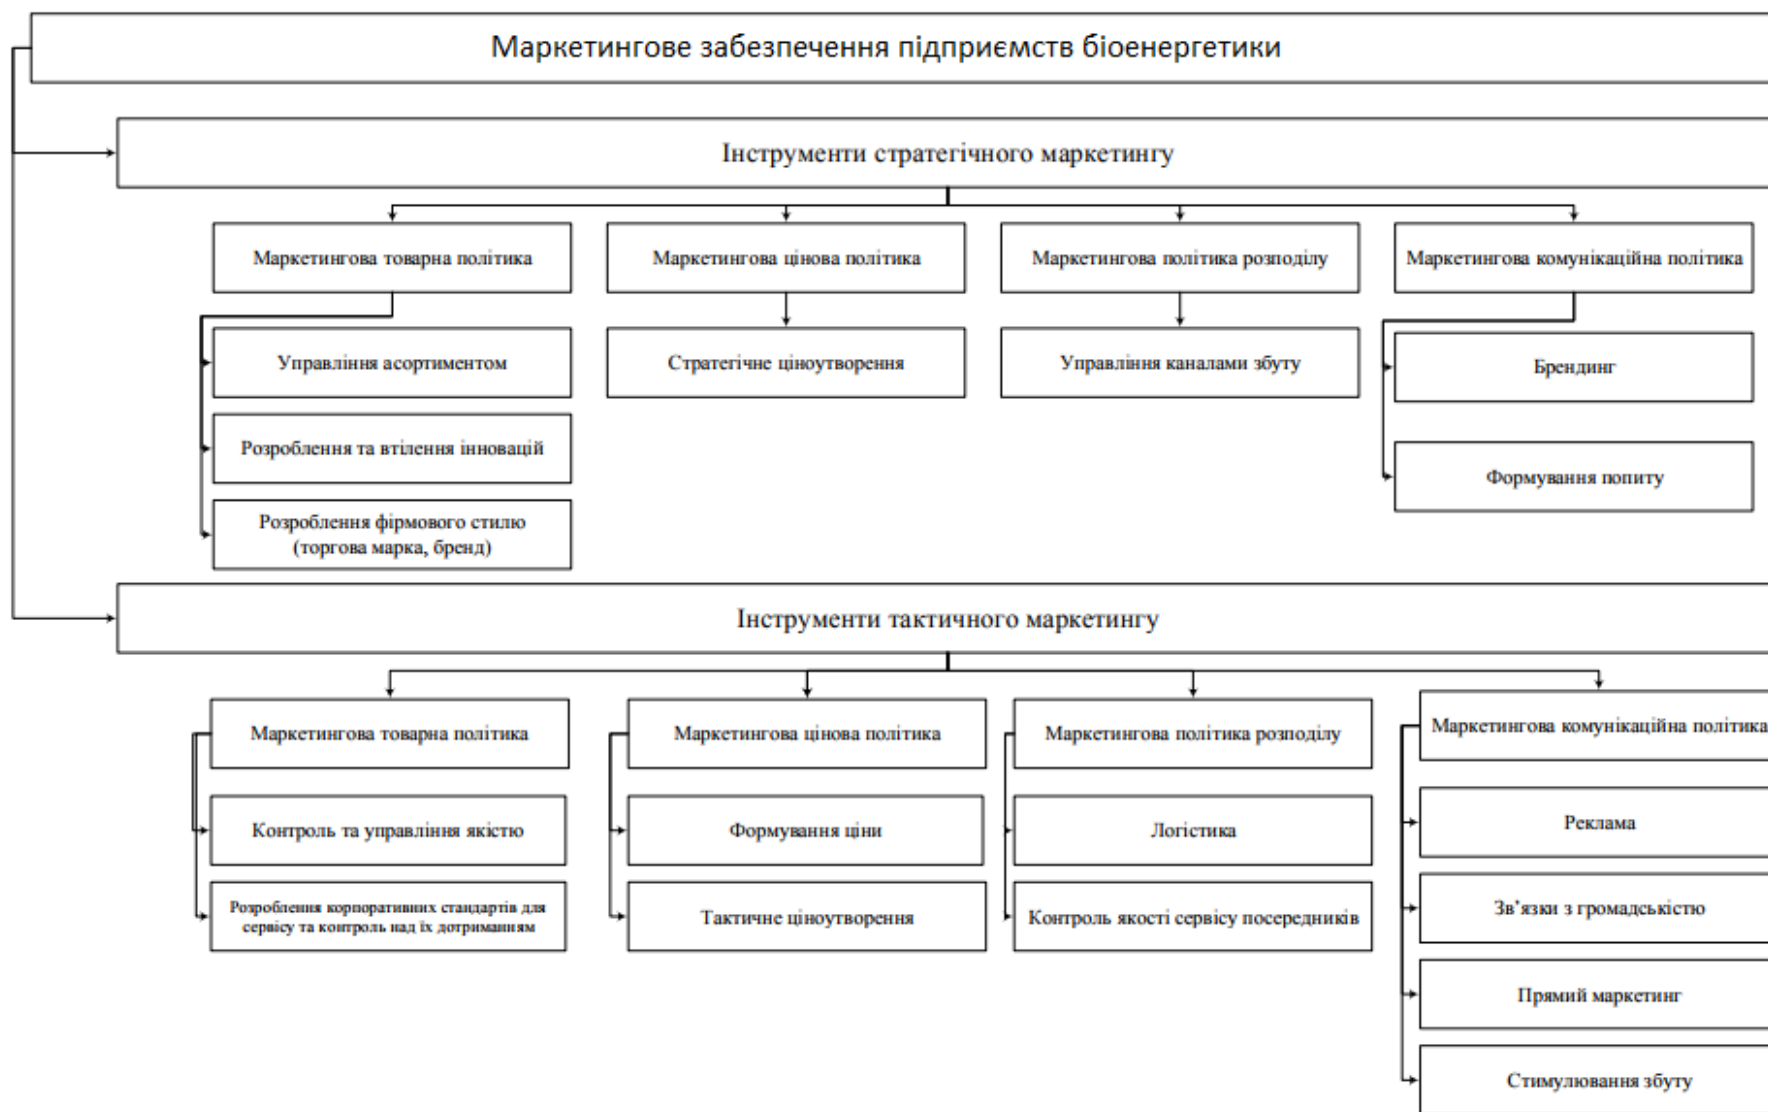 Маркетингове забезпечення підприємств біоенергетики
Інструменти стратегічного маркетингу
Маркетингова товарна політика
Маркетингова цінова політика
Маркетингова політика розподілу
Маркетингова комунікаційна політика
Управління асортиментом
Стратегічне ціноутворення
Управління каналами збуту
Брендинг
Розроблення та втілення інновацій
Формування попиту
Розроблення фірмового стилю
(торгова марка, бренд)
Інструменти тактичного маркетингу
Маркетингова товарна політика
Маркетингова цінова політика
Маркетингова політика розподілу
Маркетингова комунікаційна політика
Контроль та управління якістю
Формування ціни
Логістика
Реклама
Розроблення корпоративних стандартів для
сервісу та контроль над їх дотриманням
Тактичне ціноутворення
Контроль якості сервісу посередників
Зв’язки з громадськістю
Прямий маркетинг
Стимулювання збуту